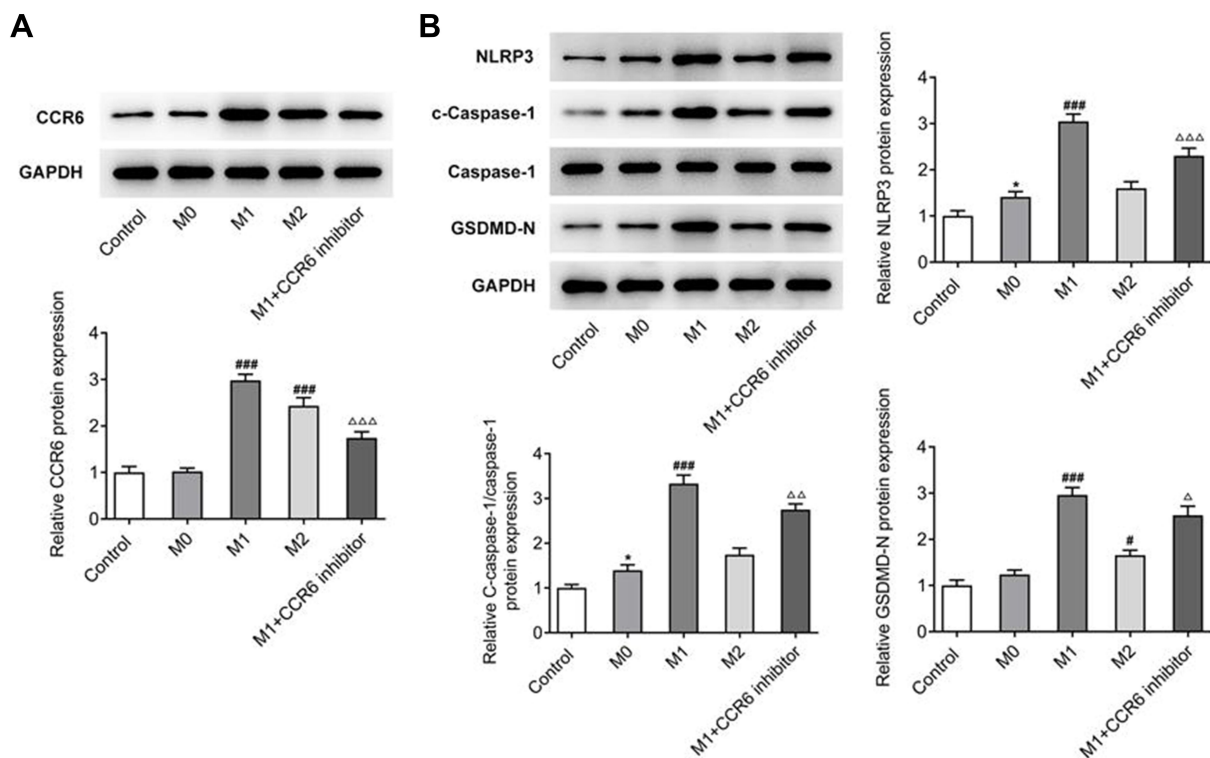 A
CCR6
GAPDH
Control
M0
M1
M2
M1+CCR6 inhibitor
Relative CCR6 protein expression
4
3
2
1
0
###
###
△△△
Control
M0
M1
M2
M1+CCR6 inhibitor
B
NLRP3
c-Caspase-1
Caspase-1
GSDMD-N
GAPDH
Control
M0
M1
M2
M1+CCR6 inhibitor
Relative NLRP3 protein expression
4
3
2
1
0
*
###
△△△
Control
M0
M1
M2
M1+CCR6 inhibitor
Relative C-caspase-1/caspase-1
protein expression
4
3
2
1
0
*
###
△△
Control
M0
M1
M2
M1+CCR6 inhibitor
Relative GSDMD-N protein expression
4
3
2
1
0
###
#
△
Control
M0
M1
M2
M1+CCR6 inhibitor